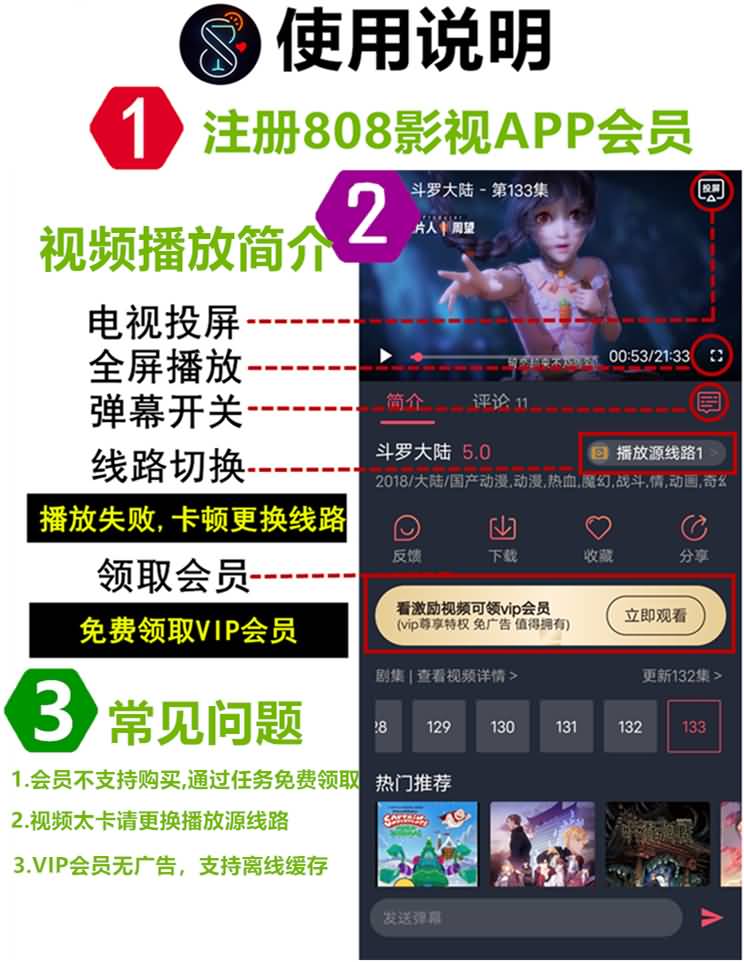 使用说明
1
注册808影视APP会员
2
视频播放简介
电视投屏
全屏播放
弹幕开关
线路切换
播放失败,卡顿更换线路
领取会员
免费领取VIP会员
3
常见问题
1.会员不支持购买,通过任务免费领取
2.视频太卡请更换播放源线路
3.VIP会员无广告，支持离线缓存
斗罗大陆 - 第133集
投屏
片人 周望
00:53/21:33
简介
评论 11
斗罗大陆 5.0
播放源线路1 >
2018/大陆/国产动漫,动漫,热血,魔幻,战斗,情,动画,奇幻
反馈
下载
收藏
分享
看激励视频可领vip会员
(vip尊享特权 免广告 值得拥有)
立即观看
剧集 | 查看视频详情 >
更新132集 >
28
129
130
131
132
133
热门推荐
发送弹幕